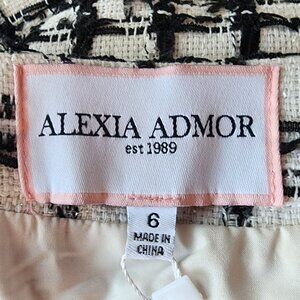 ALEXIA ADMOR
est 1989
6
MADE IN
CHINA